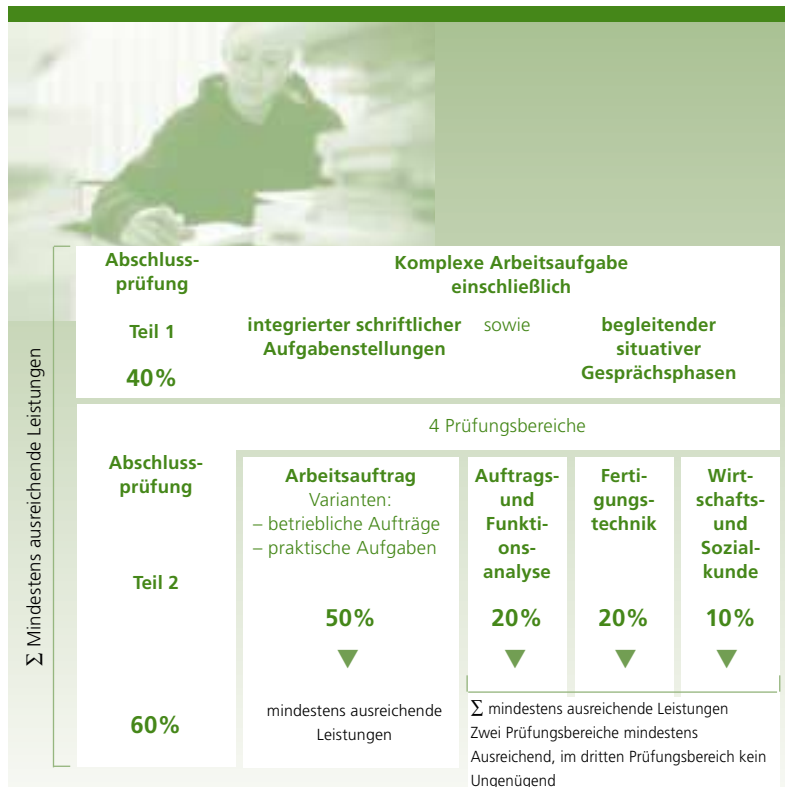 Abschluss-
prüfung
Teil 1
40%
Komplexe Arbeitsaufgabe
einschließlich
integrierter schriftlicher
Aufgabenstellungen
sowie
begleitender
situativer
Gesprächsphasen
Σ Mindestens ausreichende Leistungen
4 Prüfungsbereiche
Abschluss-
prüfung
Teil 2
60%
Arbeitsauftrag
Varianten:
– betriebliche Aufträge
– praktische Aufgaben
50%
mindestens ausreichende
Leistungen
Auftrags-
und
Funkti-
ons-
analyse
20%
Ferti-
gungs-
technik
20%
Wirt-
schafts-
und
Sozial-
kunde
10%
Σ mindestens ausreichende Leistungen
Zwei Prüfungsbereiche mindestens
Ausreichend, im dritten Prüfungsbereich kein
Ungenügend